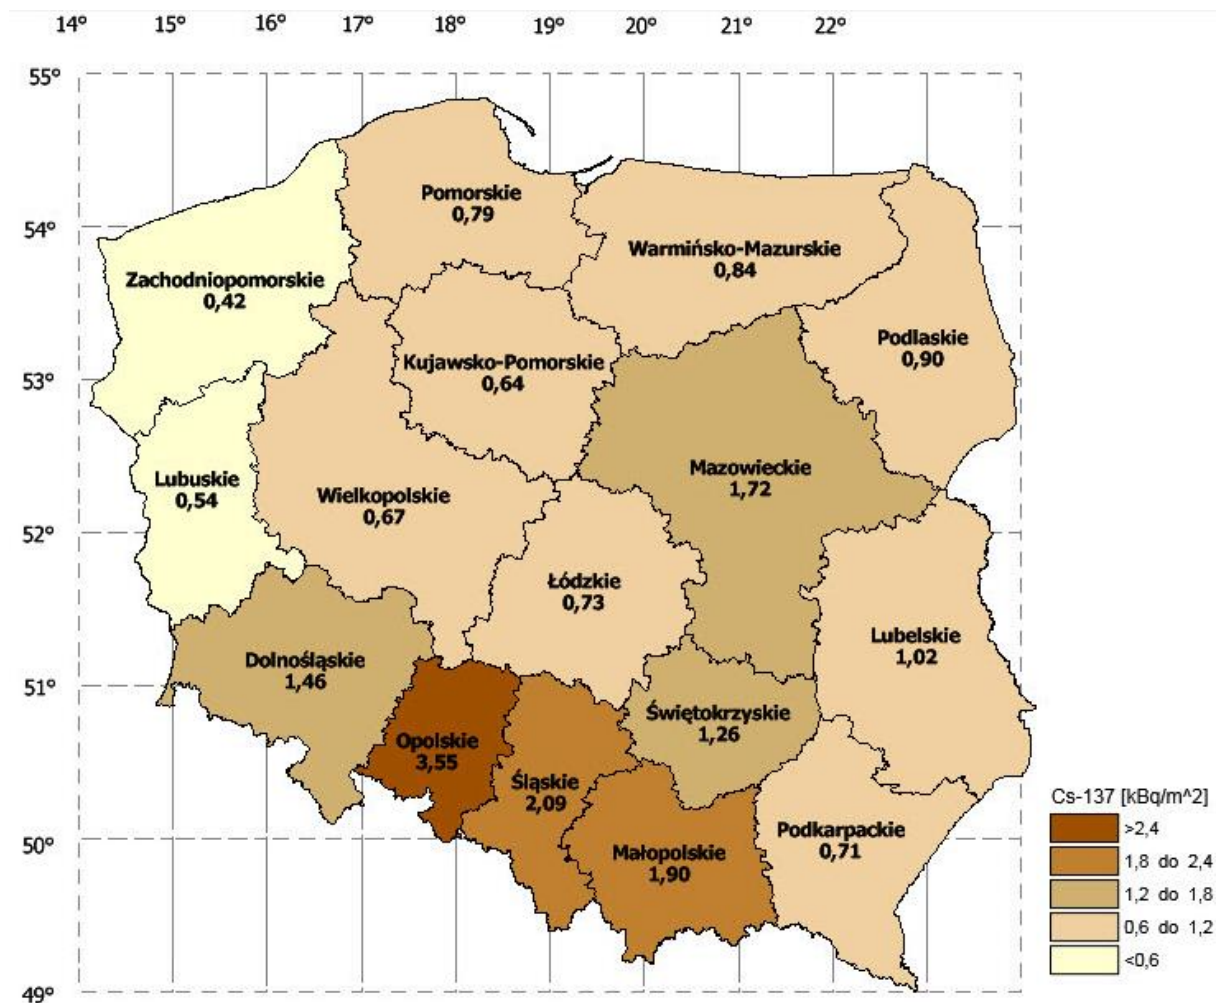 14° 15° 16° 17° 18° 19° 20° 21° 22°
55°
54°
53°
52°
51°
50°
49°
Pomorskie
0,79
Warmińsko-Mazurskie
0,84
Zachodniopomorskie
0,42
Podlaskie
0,90
Kujawsko-Pomorskie
0,64
Mazowieckie
1,72
Lubuskie
0,54
Wielkopolskie
0,67
Łódzkie
0,73
Lubelskie
1,02
Dolnośląskie
1,46
Świętokrzyskie
1,26
Opolskie
3,55
Śląskie
2,09
Małopolskie
1,90
Podkarpackie
0,71
Cs-137 [kBq/m^2]
>2,4
1,8 do 2,4
1,2 do 1,8
0,6 do 1,2
<0,6